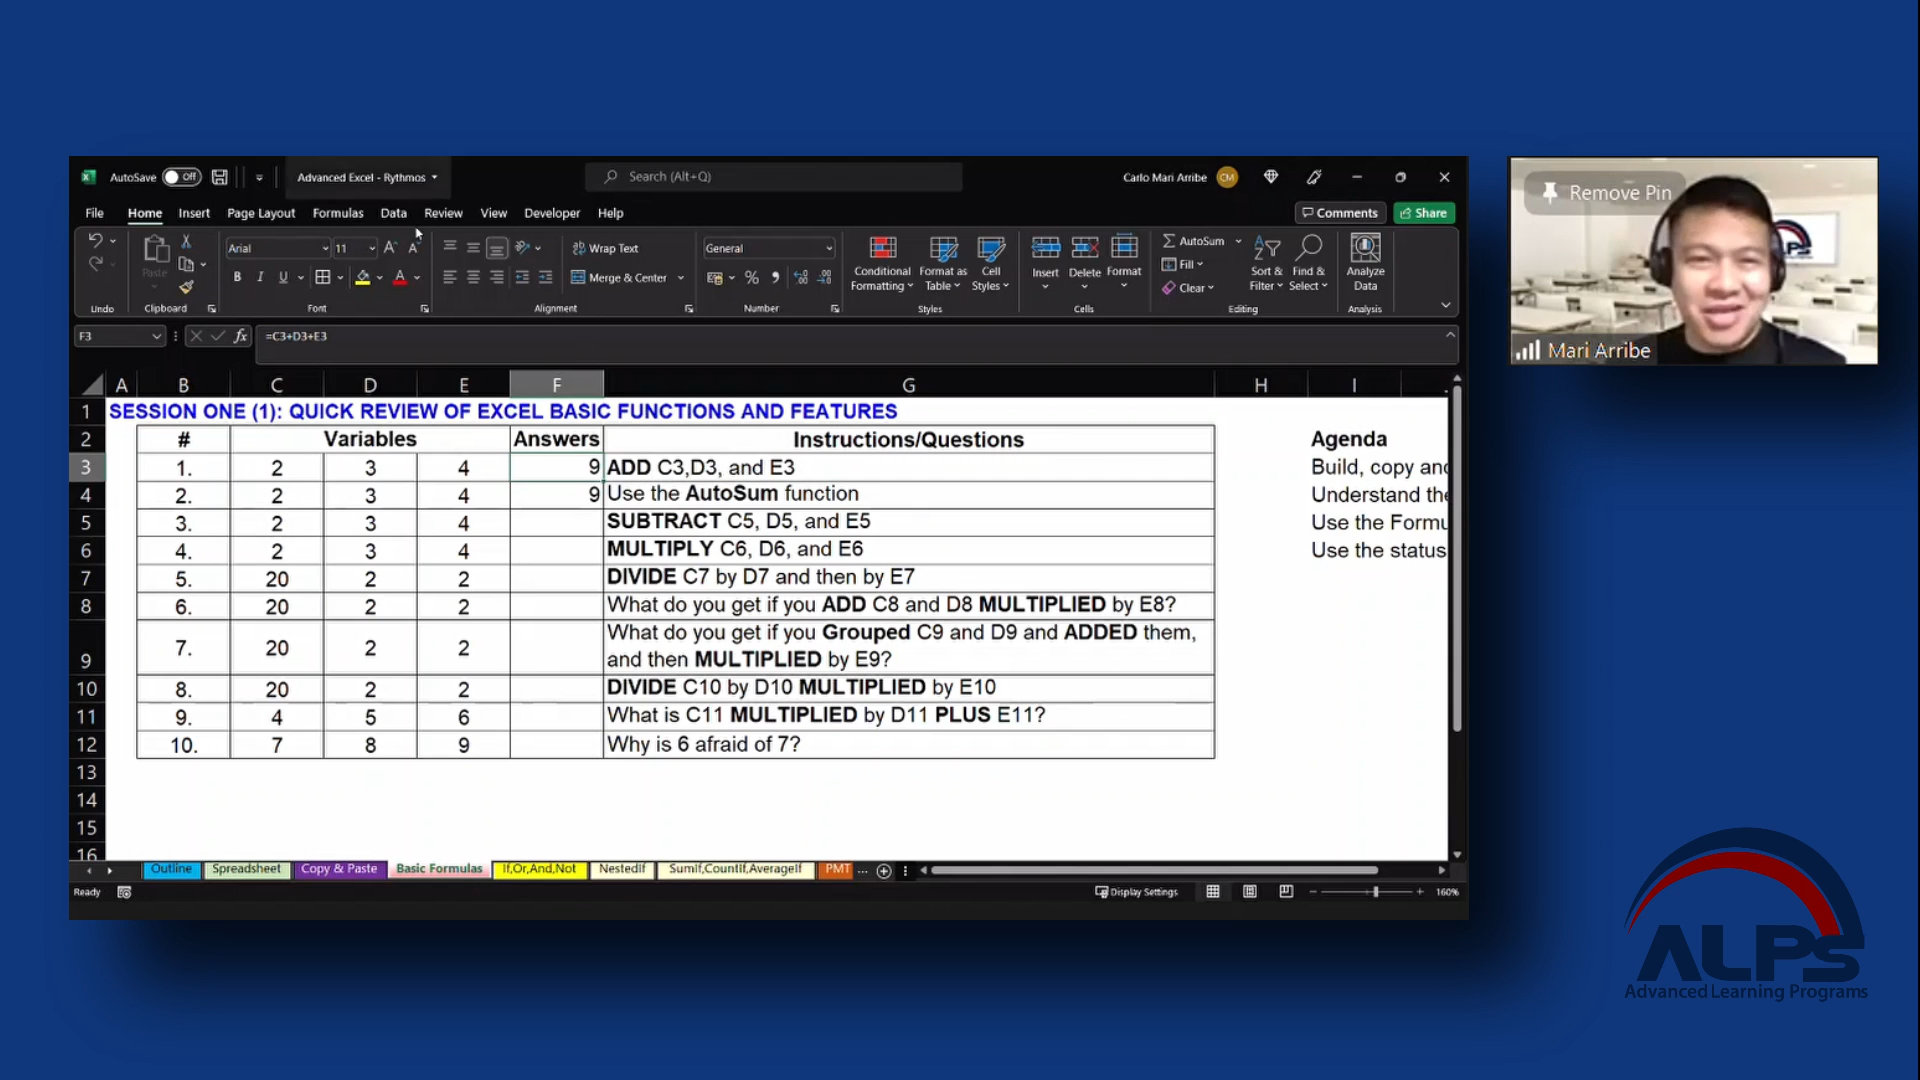 AutoSave Off Advanced Excel - Rythmos Search (Alt+Q) Carlo Mari Arribe CM
File Home Insert Page Layout Formulas Data Review View Developer Help Comments Share
Arial 11 A A Wrap Text General AutoSum
Paste B I U A Merge & Center Fill
Conditional Formatting Format as Table Cell Styles Insert Delete Format Clear Sort & Filter Find & Select Analyze Data
Undo Clipboard Font Alignment Number Styles Cells Editing Analysis
F3 fx =C3+D3+E3
A B C D E F G H I
1 SESSION ONE (1): QUICK REVIEW OF EXCEL BASIC FUNCTIONS AND FEATURES
2 # Variables Answers Instructions/Questions Agenda
3 1. 2 3 4 9 ADD C3,D3, and E3 Build, copy and
4 2. 2 3 4 9 Use the AutoSum function Understand the
5 3. 2 3 4 SUBTRACT C5, D5, and E5 Use the Formu
6 4. 2 3 4 MULTIPLY C6, D6, and E6 Use the status
7 5. 20 2 2 DIVIDE C7 by D7 and then by E7
8 6. 20 2 2 What do you get if you ADD C8 and D8 MULTIPLIED by E8?
9 7. 20 2 2 What do you get if you Grouped C9 and D9 and ADDED them,
and then MULTIPLIED by E9?
10 8. 20 2 2 DIVIDE C10 by D10 MULTIPLIED by E10
11 9. 4 5 6 What is C11 MULTIPLIED by D11 PLUS E11?
12 10. 7 8 9 Why is 6 afraid of 7?
13
14
15
16
Outline Spreadsheet Copy & Paste Basic Formulas If,Or,And,Not NestedIf SumIf,CountIf,AverageIf PMT ...
Ready Display Settings 160%
Remove Pin
Mari Arribe
ALPs
Advanced Learning Programs